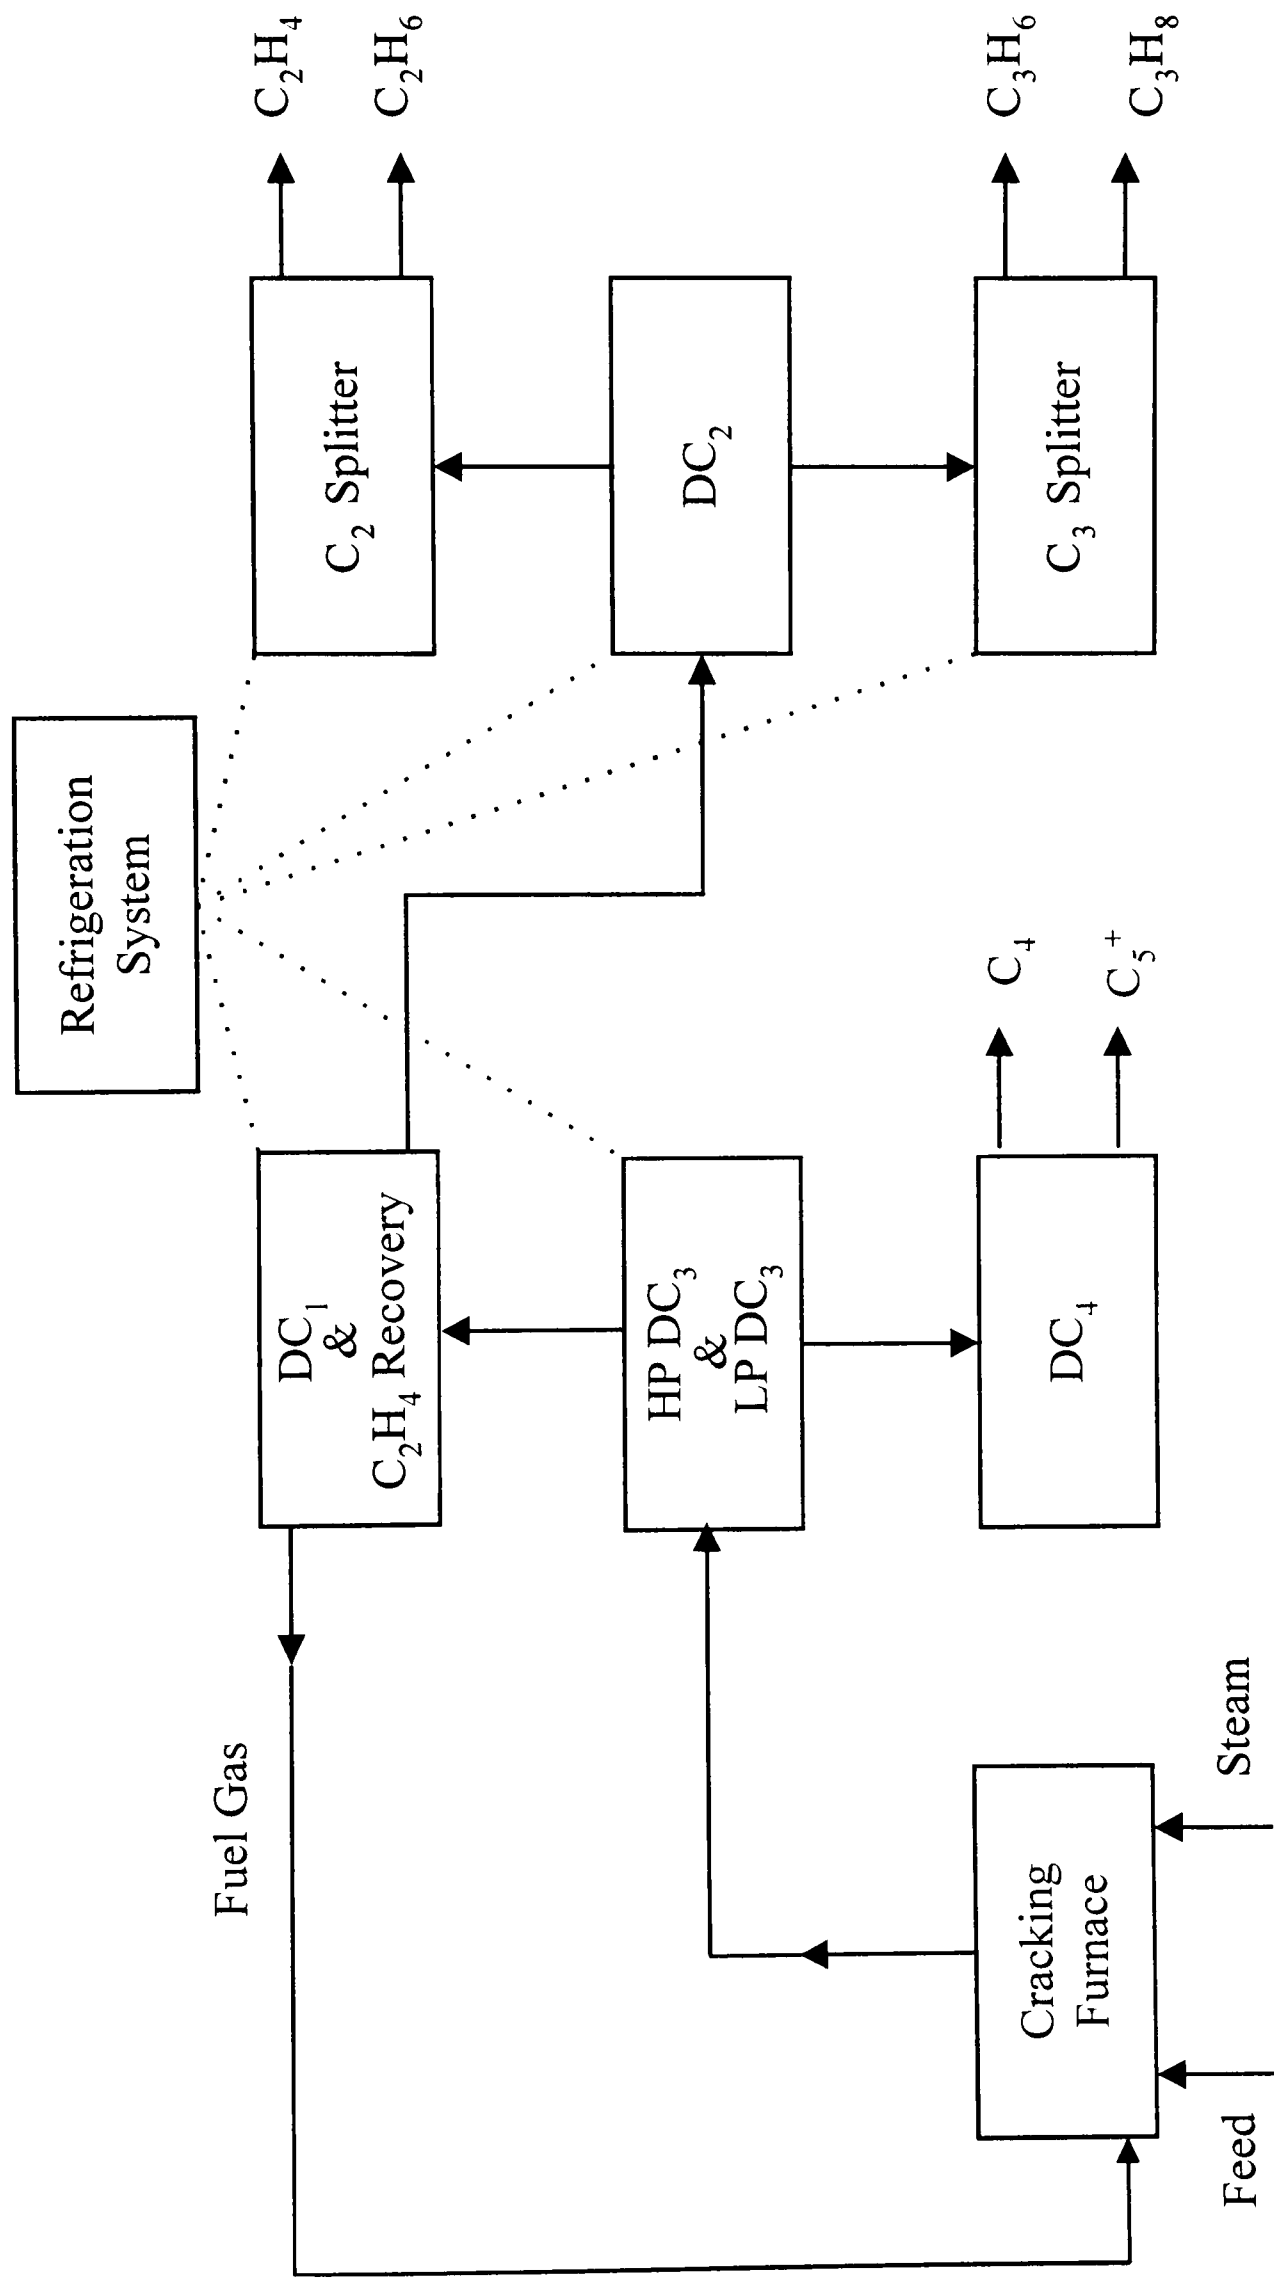 Refrigeration
System
Fuel Gas
DC₁
&
C₂H₄ Recovery
C₂ Splitter
C₂H₄
C₂H₆
HP DC₃
&
LP DC₃
DC₂
Cracking
Furnace
DC₄
C₄
C₅⁺
C₃ Splitter
C₃H₆
C₃H₈
Feed
Steam